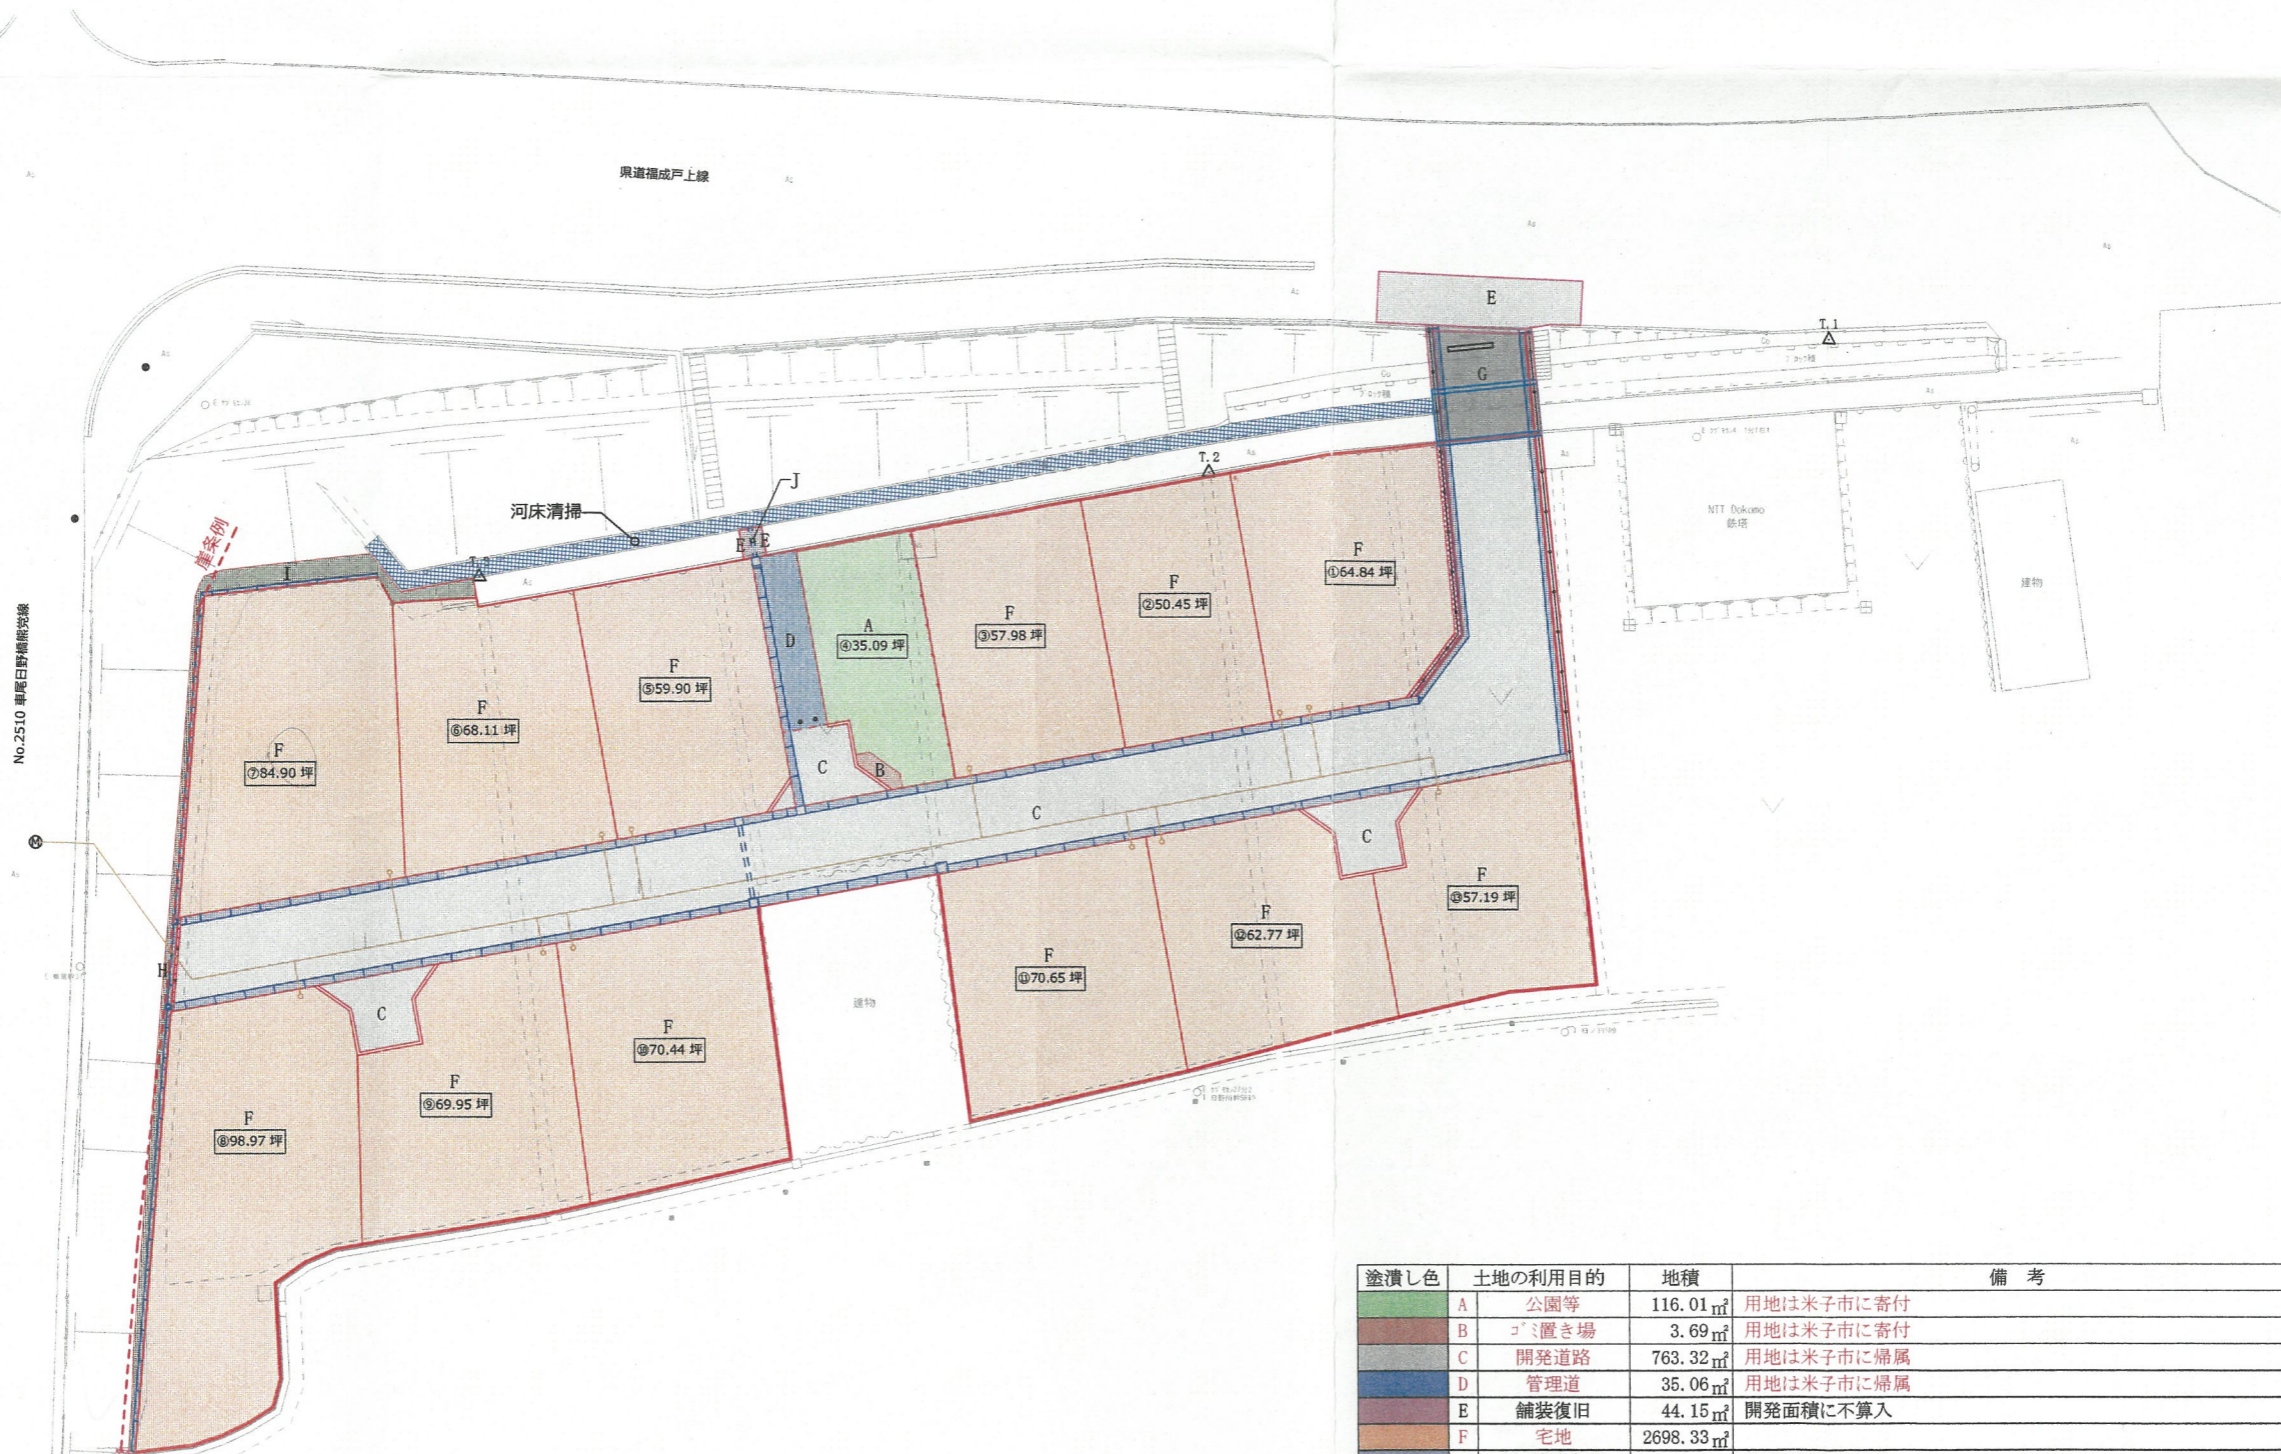 県道福成戸上線
E
T.1
G
T.2
NTT Dokomo
鉄塔
建物
J
河床清掃
E
E
崖条例
T.3
I
No.2510 車尾日野橋熊党線
F
①64.84 坪
F
②50.45 坪
F
③57.98 坪
A
④35.09 坪
D
F
⑤59.90 坪
F
⑥68.11 坪
F
⑦84.90 坪
C
B
C
C
M
H
F
⑬57.19 坪
F
⑫62.77 坪
F
⑪70.65 坪
建物
C
F
⑩70.44 坪
F
⑨69.95 坪
F
⑧98.97 坪
塗潰し色 土地の利用目的 地積 備 考
A 公園等 116.01㎡ 用地は米子市に寄付
B ゴミ置き場 3.69㎡ 用地は米子市に寄付
C 開発道路 763.32㎡ 用地は米子市に帰属
D 管理道 35.06㎡ 用地は米子市に帰属
E 舗装復旧 44.15㎡ 開発面積に不算入
F 宅地 2698.33㎡